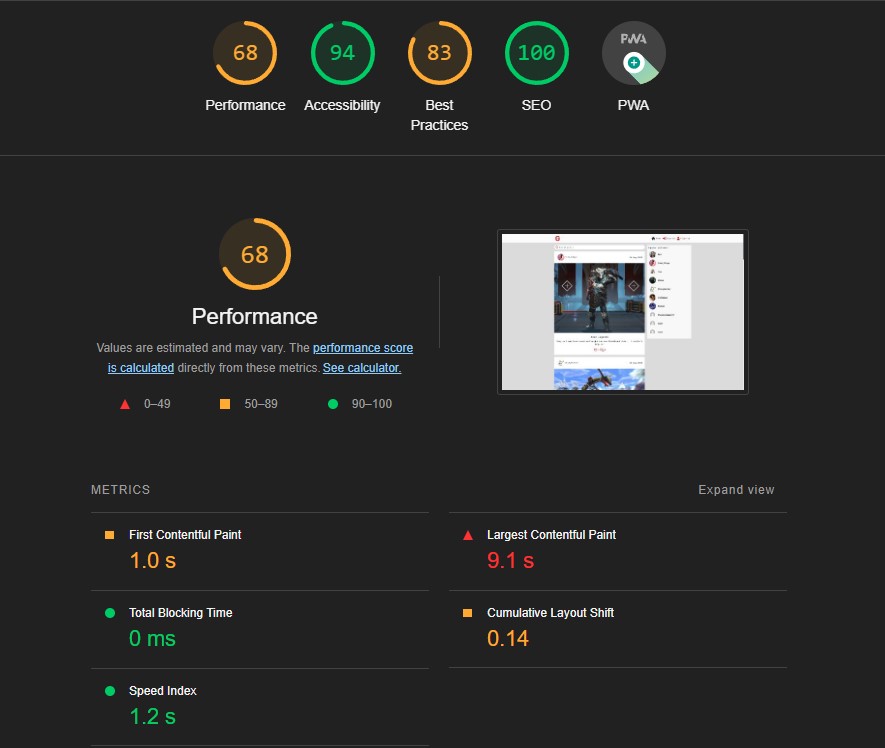 68
94
83
100
PWA
Performance
Accessibility
Best
Practices
SEO
PWA
68
Performance
Values are estimated and may vary. The performance score
is calculated directly from these metrics. See calculator.
0–49
50–89
90–100
METRICS
Expand view
First Contentful Paint
1.0 s
Largest Contentful Paint
9.1 s
Total Blocking Time
0 ms
Cumulative Layout Shift
0.14
Speed Index
1.2 s